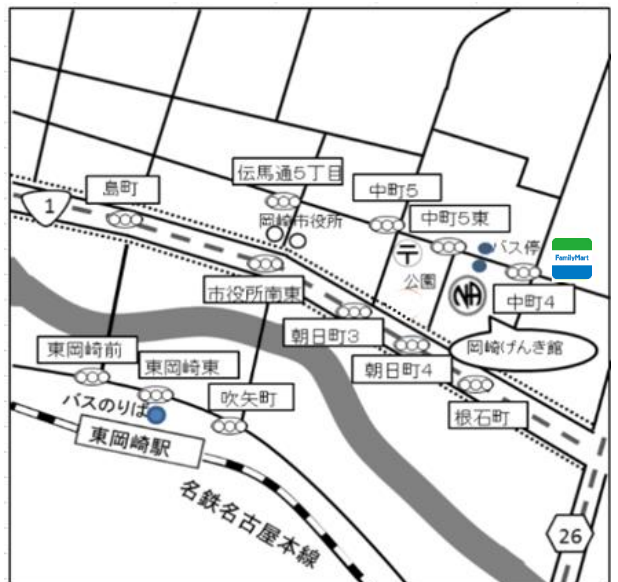 伝馬通5丁目
島町
中町5
1
岡崎市役所
中町5東
バス停
FamilyMart
公園
市役所南東
中町4
朝日町3
岡崎げんき館
東岡崎前
東岡崎東
朝日町4
吹矢町
バスのりば
根石町
東岡崎駅
名鉄名古屋本線
26